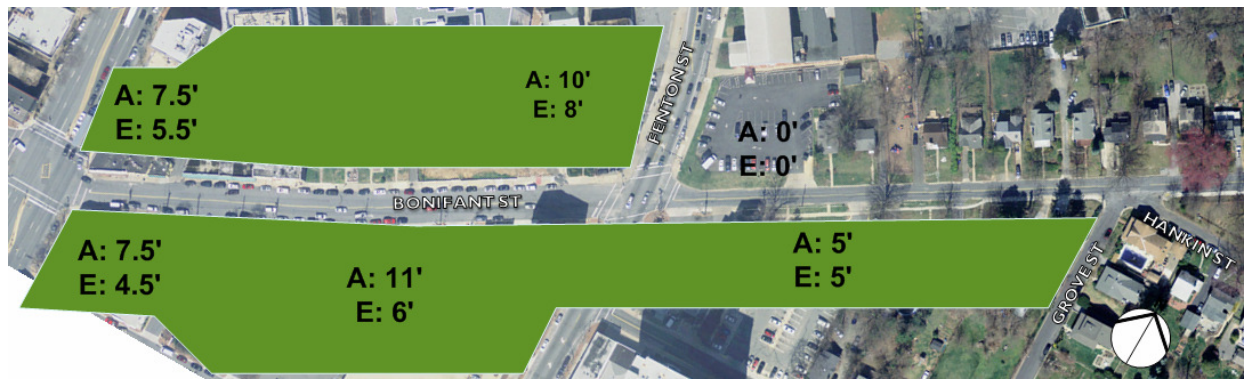 A: 7.5'
E: 5.5'
A: 10'
E: 8'
FENTON ST
A: 0'
E: 0'
BONIFANT ST
A: 7.5'
E: 4.5'
A: 11'
E: 6'
A: 5'
E: 5'
GROVE ST
HANKIN ST